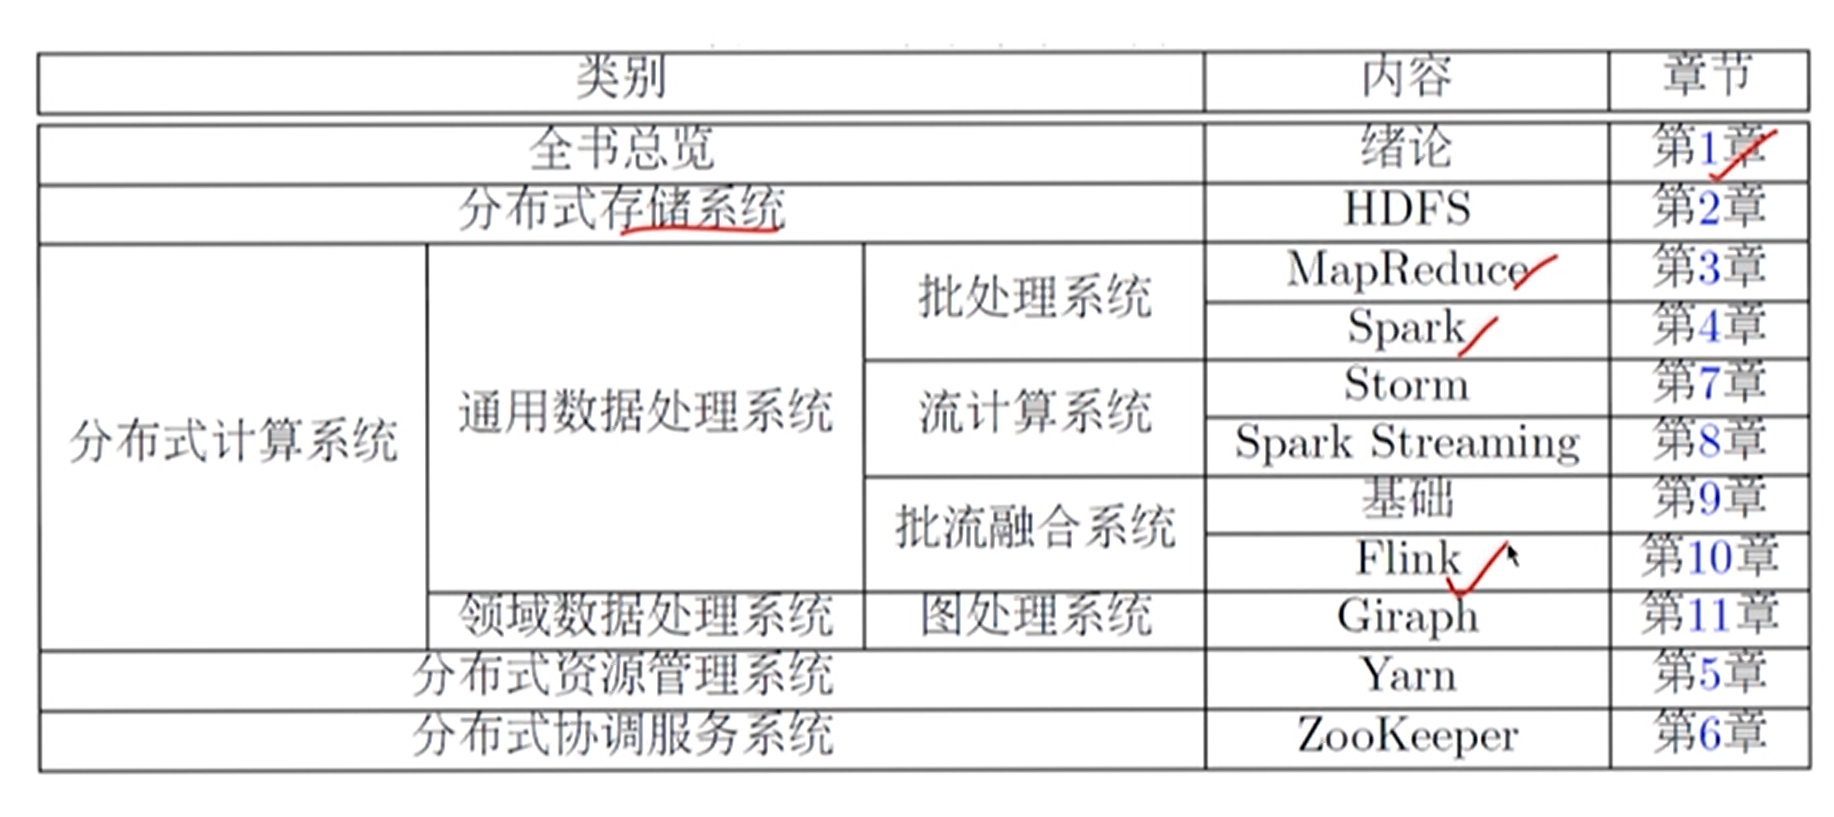 类别 内容 章节
全书总览 绪论 第1章
分布式存储系统 HDFS 第2章
分布式计算系统 通用数据处理系统 批处理系统 MapReduce 第3章
Spark 第4章
流计算系统 Storm 第7章
Spark Streaming 第8章
批流融合系统 基础 第9章
Flink 第10章
领域数据处理系统 图处理系统 Giraph 第11章
分布式资源管理系统 Yarn 第5章
分布式协调服务系统 ZooKeeper 第6章